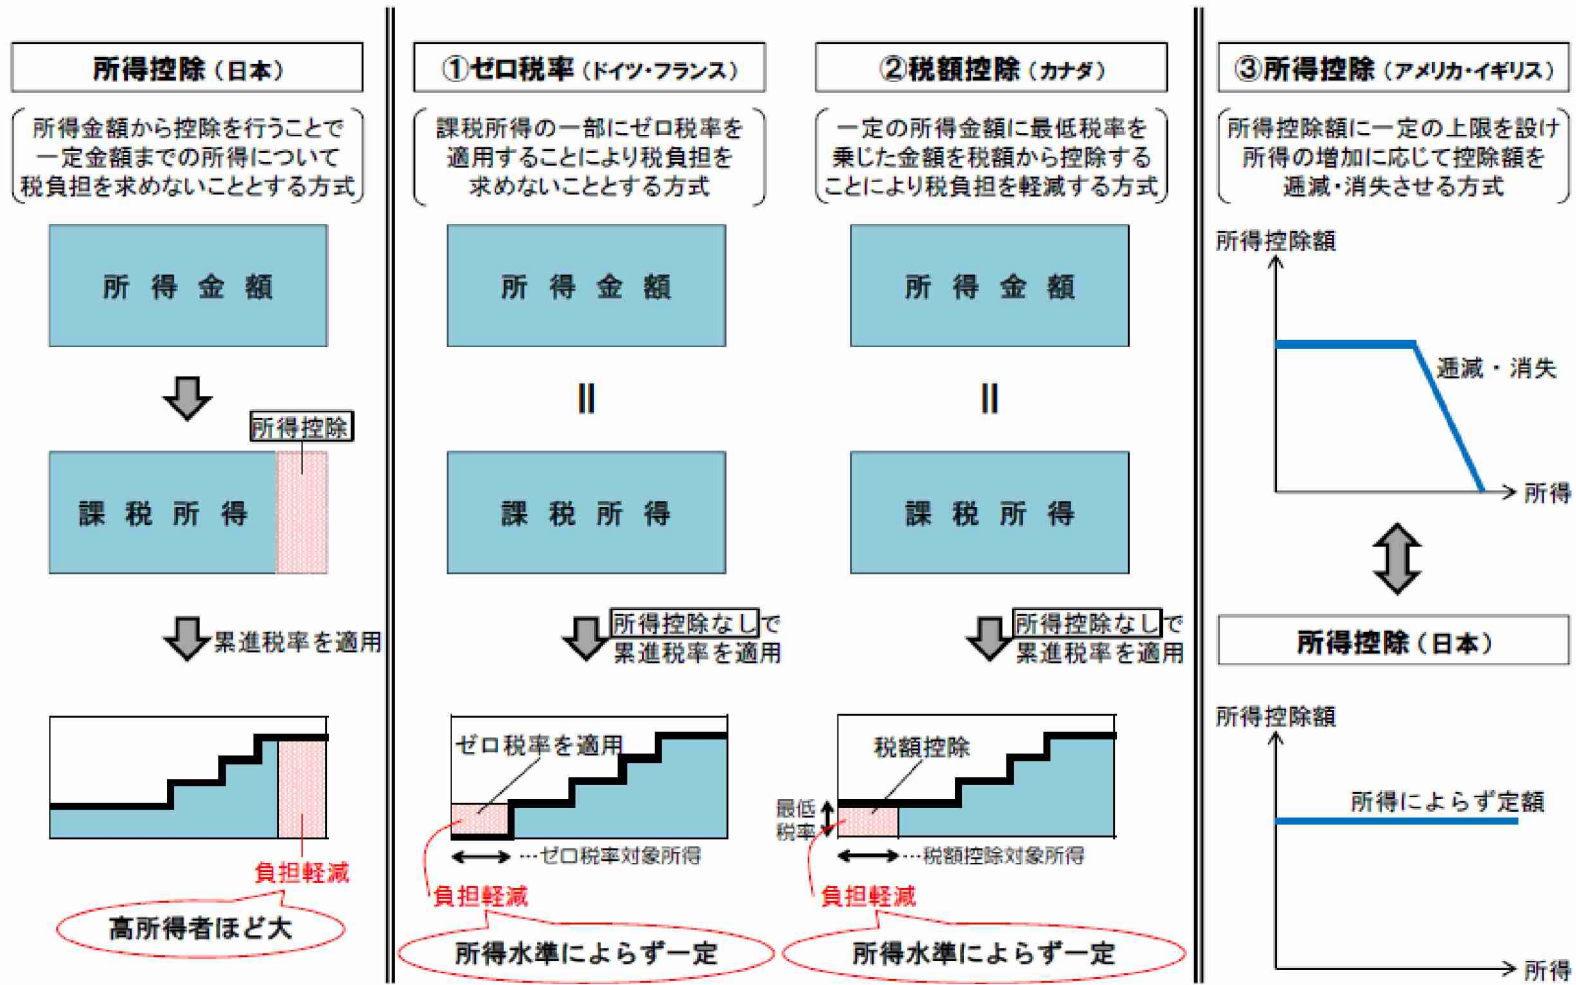 所得控除（日本）
所得金額から控除を行うことで
一定金額までの所得について
税負担を求めないこととする方式
所得金額
所得控除
課税所得
累進税率を適用
負担軽減
高所得者ほど大
①ゼロ税率（ドイツ・フランス）
課税所得の一部にゼロ税率を
適用することにより税負担を
求めないこととする方式
所得金額
=
課税所得
所得控除なしで
累進税率を適用
ゼロ税率を適用
…ゼロ税率対象所得
負担軽減
所得水準によらず一定
②税額控除（カナダ）
一定の所得金額に最低税率を
乗じた金額を税額から控除する
ことにより税負担を軽減する方式
所得金額
=
課税所得
所得控除なしで
累進税率を適用
税額控除
最低
税率
…税額控除対象所得
負担軽減
所得水準によらず一定
③所得控除（アメリカ・イギリス）
所得控除額に一定の上限を設け
所得の増加に応じて控除額を
逓減・消失させる方式
所得控除額
逓減・消失
所得
所得控除（日本）
所得控除額
所得によらず定額
所得